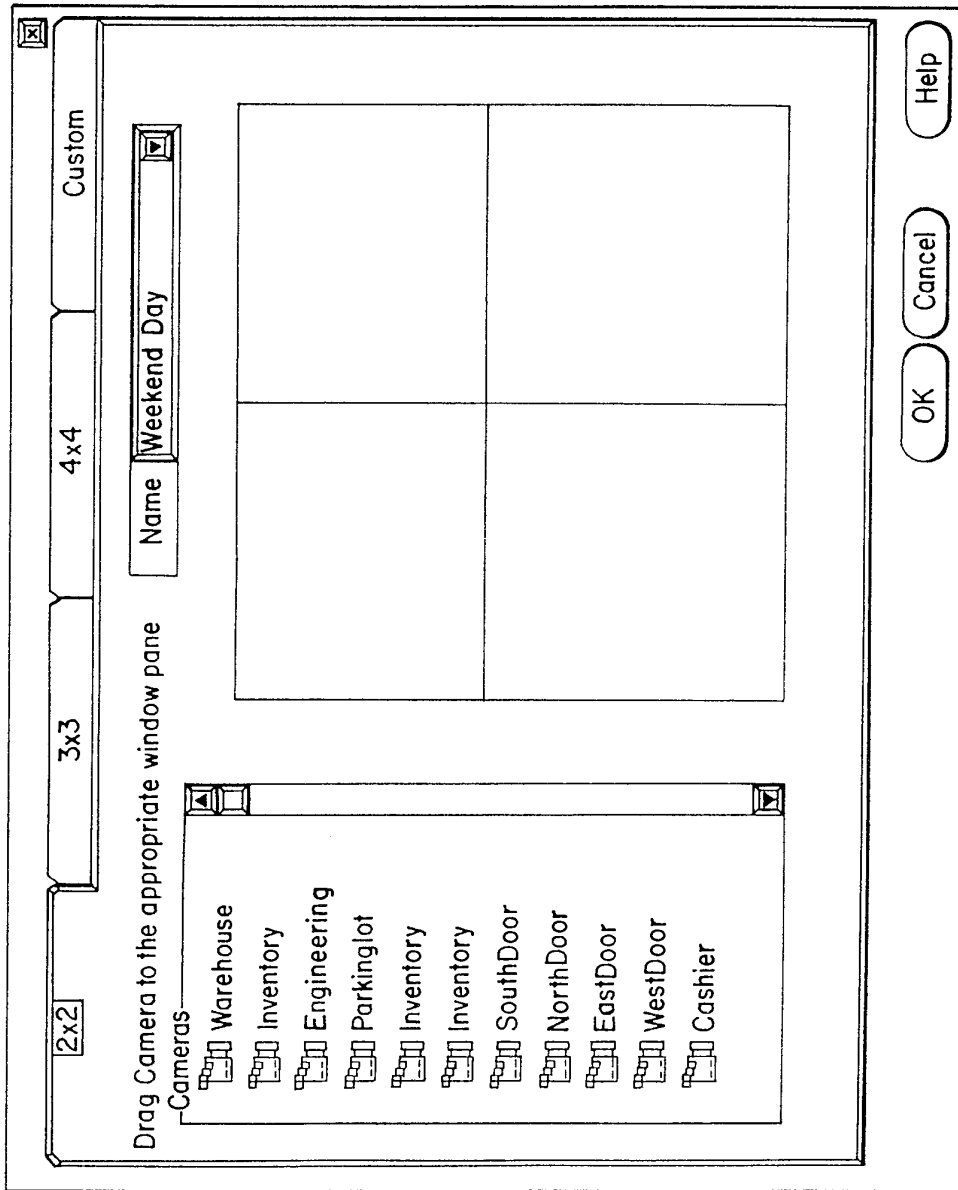 2x2
3x3
4x4
Custom
Drag Camera to the appropriate window pane
Name
Weekend Day
Cameras
Warehouse
Inventory
Engineering
Parkinglot
Inventory
Inventory
SouthDoor
NorthDoor
EastDoor
WestDoor
Cashier
OK
Cancel
Help